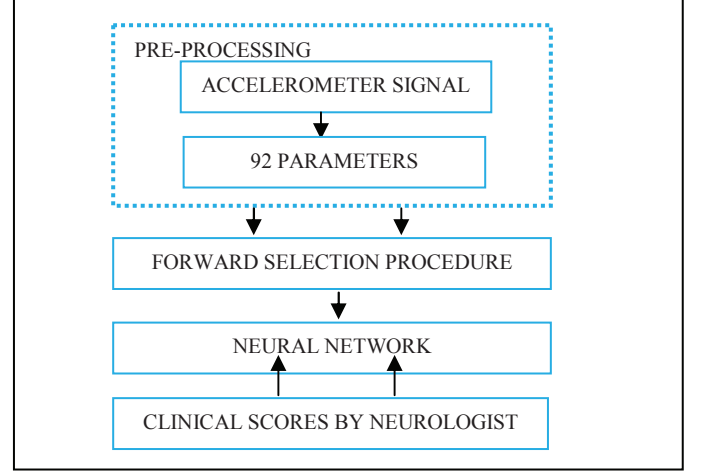 PRE-PROCESSING
ACCELEROMETER SIGNAL
92 PARAMETERS
FORWARD SELECTION PROCEDURE
NEURAL NETWORK
CLINICAL SCORES BY NEUROLOGIST